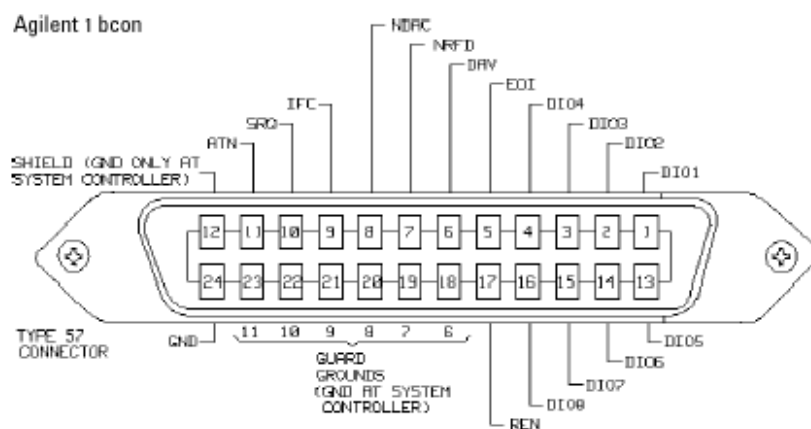 Agilent 1 bcon
NDAC
NRFD
DAV
EOI
IFC
DIO4
SRQ
DIO3
ATN
DIO2
SHIELD (GND ONLY AT
SYSTEM CONTROLLER)
DIO1
12 11 10 9 8 7 6 5 4 3 2 1
24 23 22 21 20 19 18 17 16 15 14 13
TYPE 57
CONNECTOR
GND
11 10 9 8 7 6
DIO5
GUARD
GROUNDS
(GND AT SYSTEM
CONTROLLER)
DIO6
DIO7
DIO8
REN